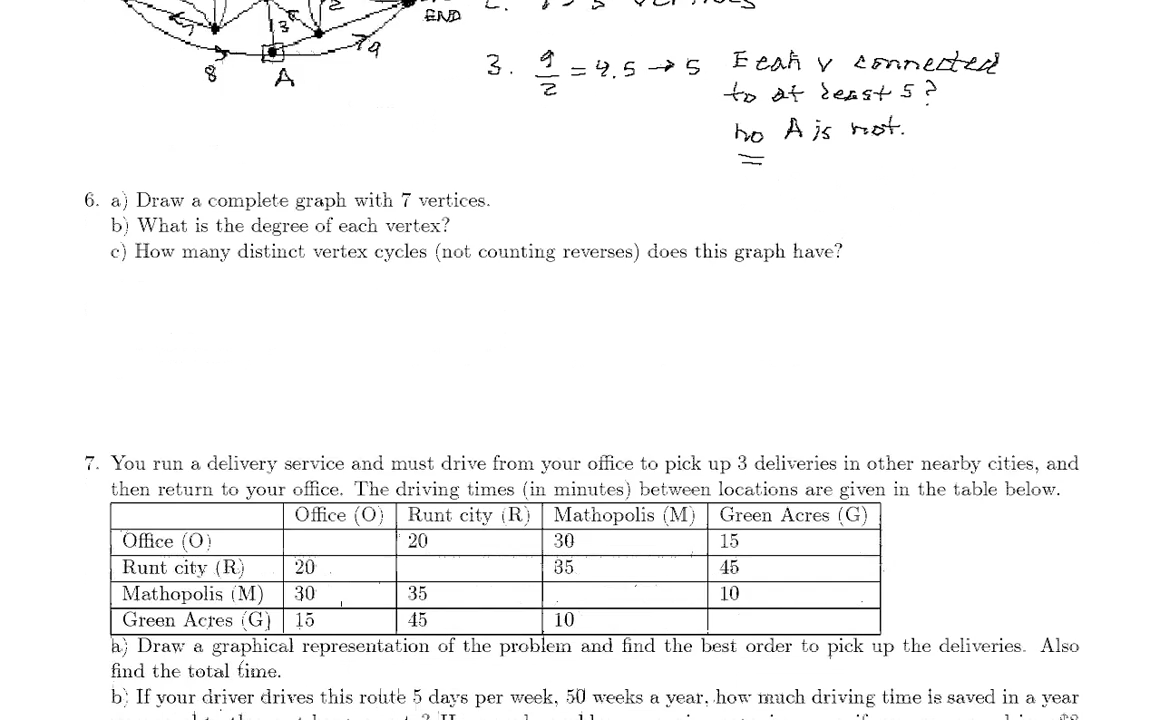 2
3
END
8
A
9
3. 9/2 = 4.5 → 5 Each v connected
to at least 5?
no A is not.
6. a) Draw a complete graph with 7 vertices.
b) What is the degree of each vertex?
c) How many distinct vertex cycles (not counting reverses) does this graph have?
7. You run a delivery service and must drive from your office to pick up 3 deliveries in other nearby cities, and
then return to your office. The driving times (in minutes) between locations are given in the table below.
Office (O) Runt city (R) Mathopolis (M) Green Acres (G)
Office (O) 20 30 15
Runt city (R) 20 35 45
Mathopolis (M) 30 35 10
Green Acres (G) 15 45 10
a) Draw a graphical representation of the problem and find the best order to pick up the deliveries. Also
find the total time.
b) If your driver drives this route 5 days per week, 50 weeks a year, how much driving time is saved in a year